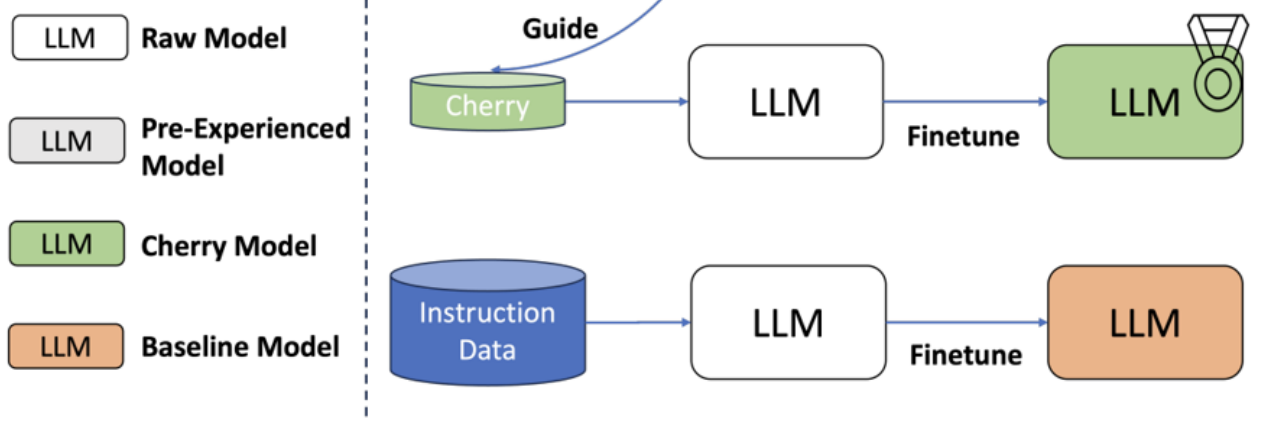 LLM Raw Model
LLM Pre-Experienced
Model
LLM Cherry Model
LLM Baseline Model
Guide
Cherry
LLM
Finetune
LLM
Instruction
Data
LLM
Finetune
LLM